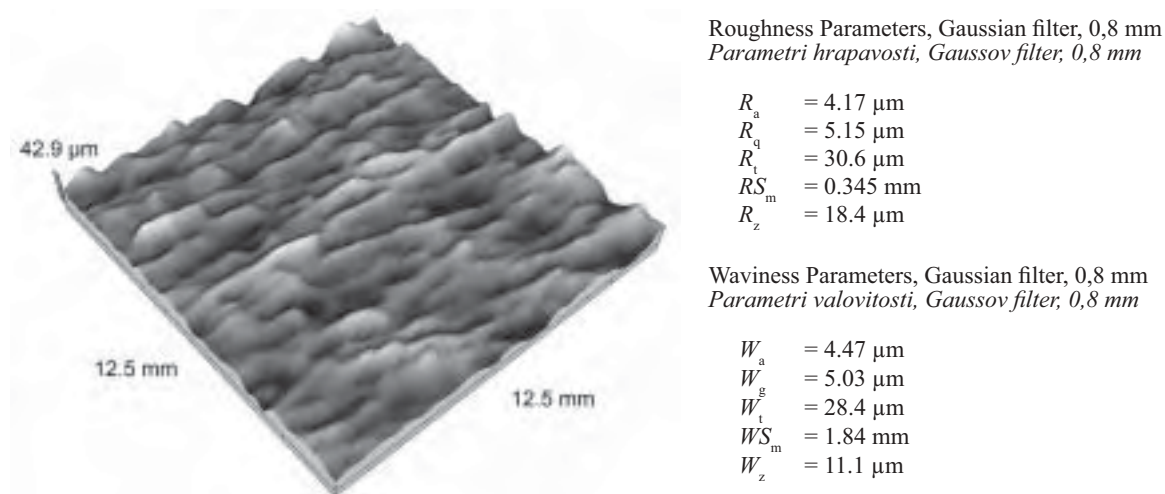 42.9 μm
12.5 mm
12.5 mm
Roughness Parameters, Gaussian filter, 0,8 mm
Parametri hrapavosti, Gaussov filter, 0,8 mm
Ra = 4.17 μm
Rq = 5.15 μm
Rt = 30.6 μm
RSm = 0.345 mm
Rz = 18.4 μm
Waviness Parameters, Gaussian filter, 0,8 mm
Parametri valovitosti, Gaussov filter, 0,8 mm
Wa = 4.47 μm
Wg = 5.03 μm
Wt = 28.4 μm
WSm = 1.84 mm
Wz = 11.1 μm